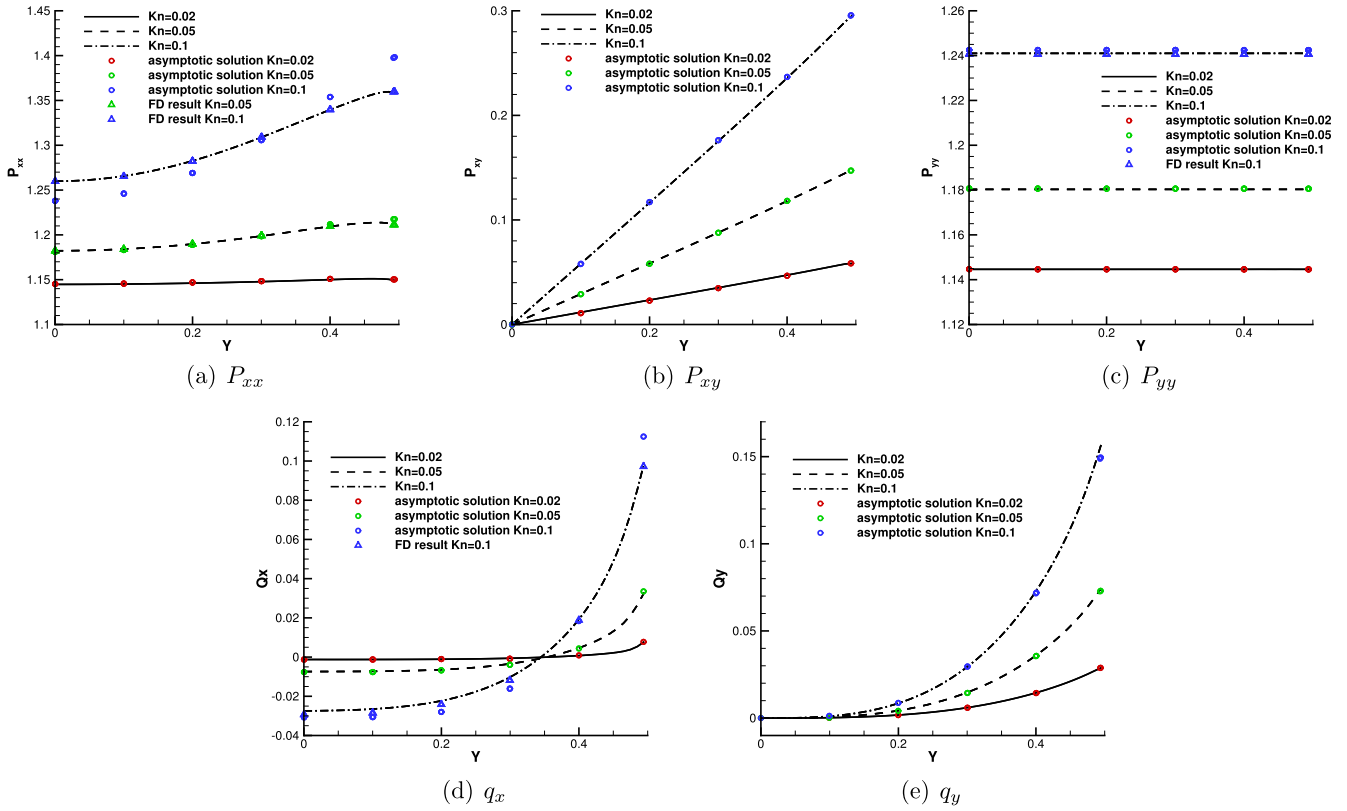 1.45
1.4
1.35
1.3
1.25
1.2
1.15
1.1
0
0.2
0.4
P_xx
Y
Kn=0.02
Kn=0.05
Kn=0.1
asymptotic solution Kn=0.02
asymptotic solution Kn=0.05
asymptotic solution Kn=0.1
FD result Kn=0.05
FD result Kn=0.1
(a) P_xx
0.3
0.2
0.1
0
0
0.2
0.4
P_xy
Y
Kn=0.02
Kn=0.05
Kn=0.1
asymptotic solution Kn=0.02
asymptotic solution Kn=0.05
asymptotic solution Kn=0.1
(b) P_xy
1.26
1.24
1.22
1.2
1.18
1.16
1.14
1.12
0
0.2
0.4
P_yy
Y
Kn=0.02
Kn=0.05
Kn=0.1
asymptotic solution Kn=0.02
asymptotic solution Kn=0.05
asymptotic solution Kn=0.1
FD result Kn=0.1
(c) P_yy
0.12
0.1
0.08
0.06
0.04
0.02
0
-0.02
-0.04
0
0.2
0.4
Qx
Y
Kn=0.02
Kn=0.05
Kn=0.1
asymptotic solution Kn=0.02
asymptotic solution Kn=0.05
asymptotic solution Kn=0.1
FD result Kn=0.1
(d) q_x
0.15
0.1
0.05
0
0
0.2
0.4
Qy
Y
Kn=0.02
Kn=0.05
Kn=0.1
asymptotic solution Kn=0.02
asymptotic solution Kn=0.05
asymptotic solution Kn=0.1
(e) q_y